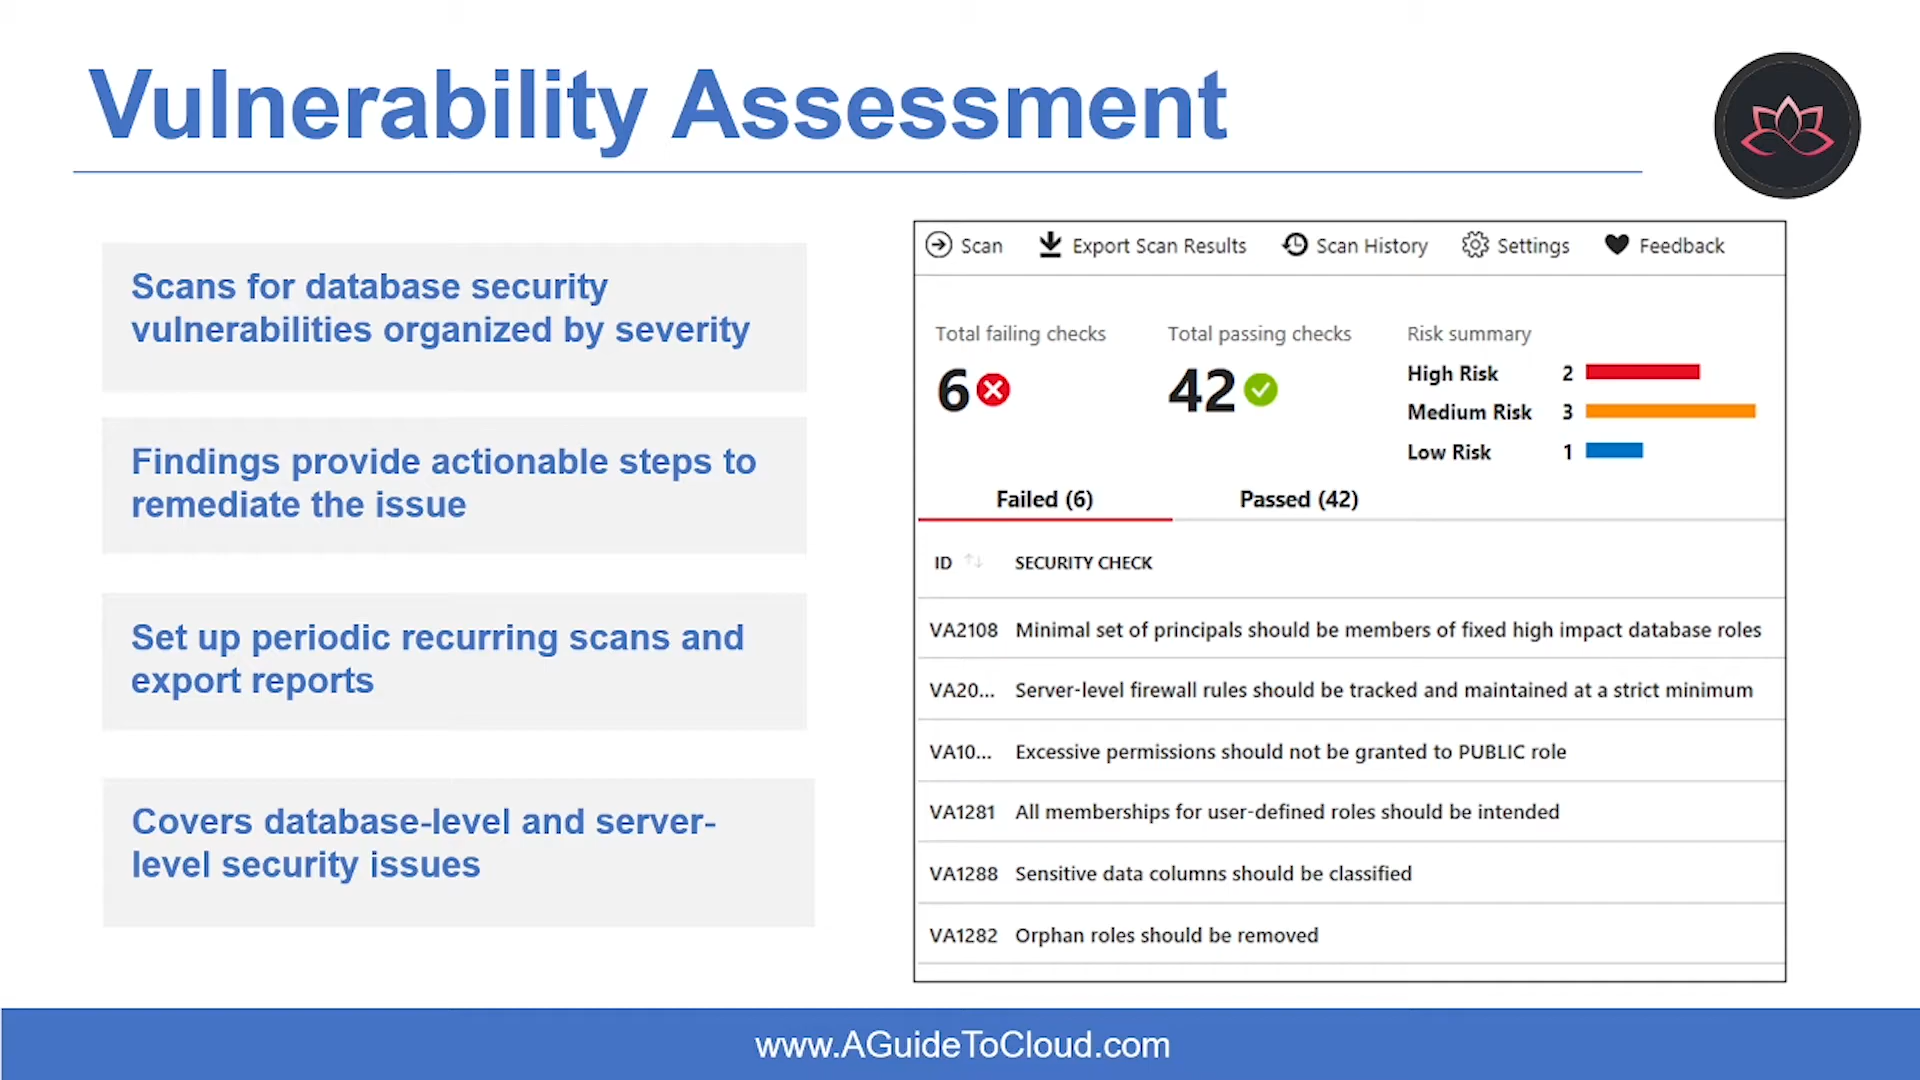 Vulnerability Assessment
Scans for database security
vulnerabilities organized by severity
Findings provide actionable steps to
remediate the issue
Set up periodic recurring scans and
export reports
Covers database-level and server-
level security issues
Scan Export Scan Results Scan History Settings Feedback
Total failing checks Total passing checks Risk summary
6 42
High Risk 2
Medium Risk 3
Low Risk 1
Failed (6) Passed (42)
ID SECURITY CHECK
VA2108 Minimal set of principals should be members of fixed high impact database roles
VA20... Server-level firewall rules should be tracked and maintained at a strict minimum
VA10... Excessive permissions should not be granted to PUBLIC role
VA1281 All memberships for user-defined roles should be intended
VA1288 Sensitive data columns should be classified
VA1282 Orphan roles should be removed
www.AGuideToCloud.com